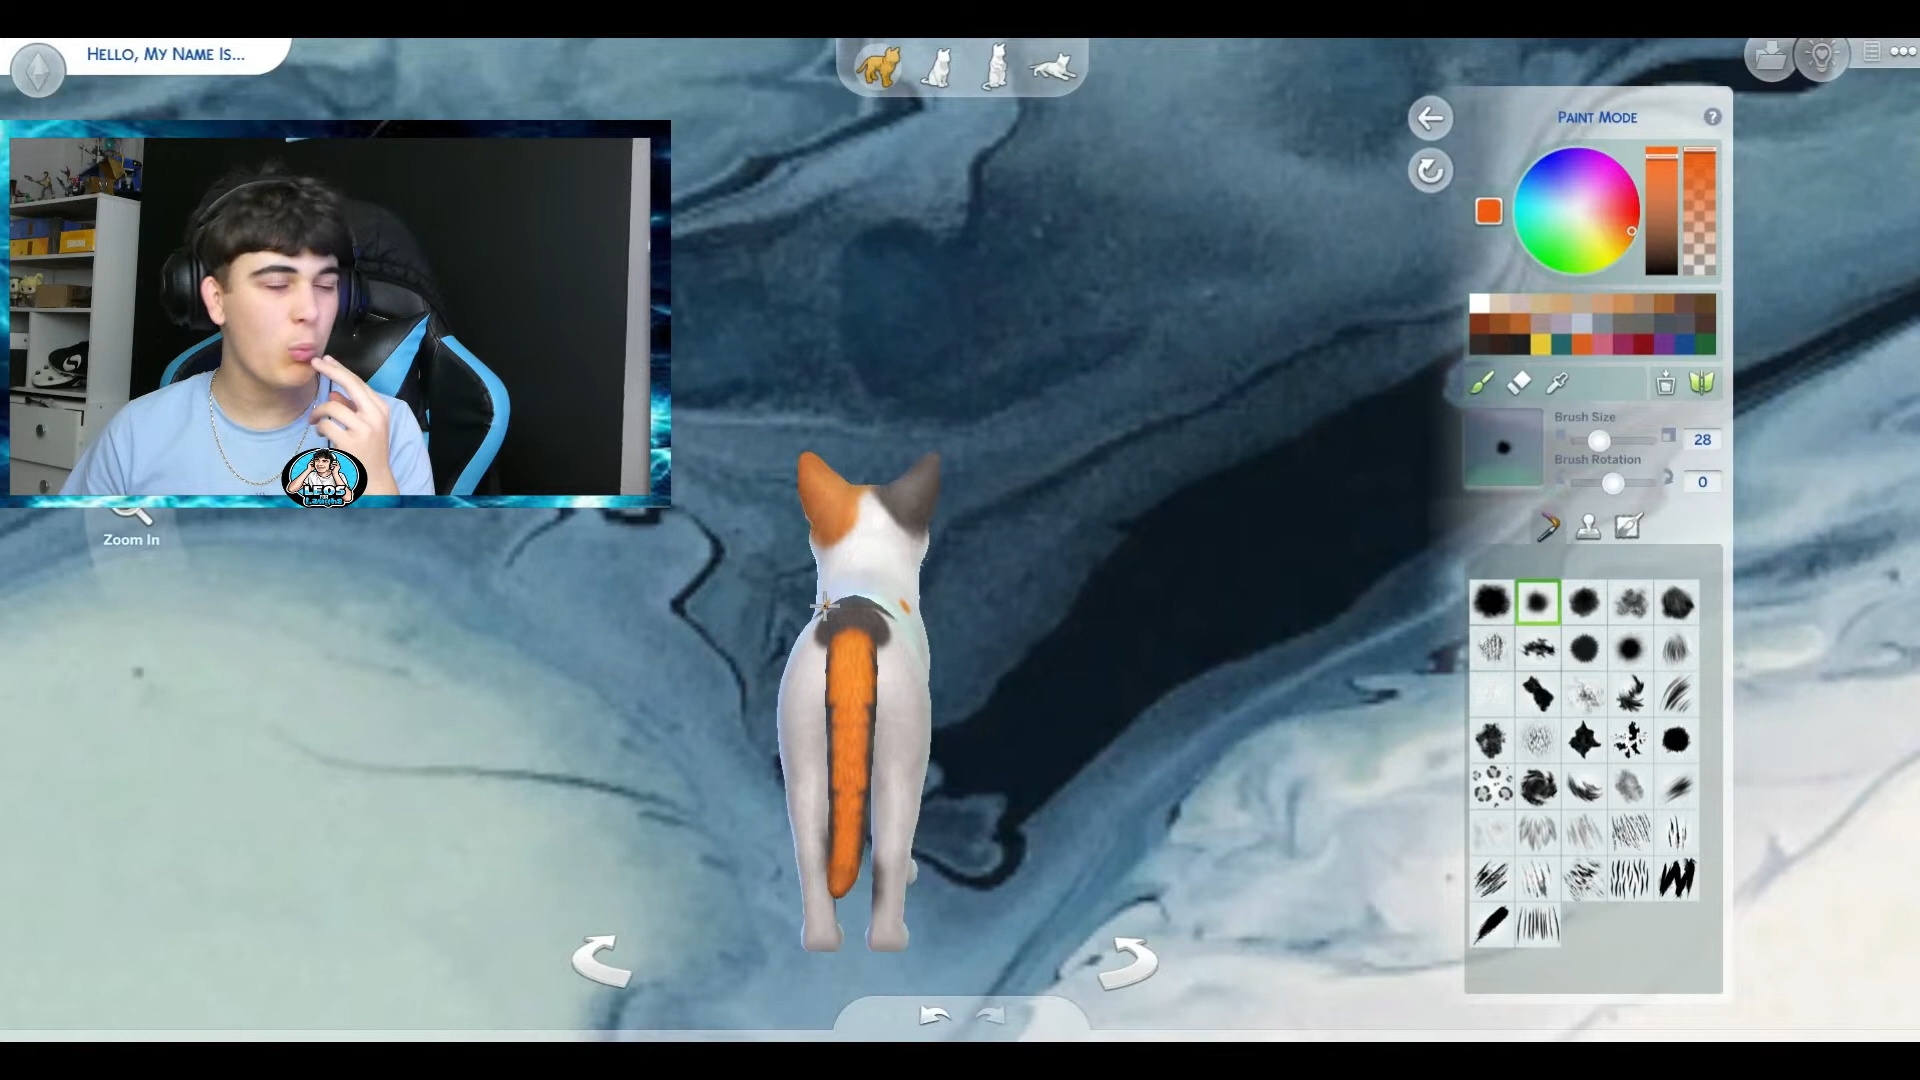 HELLO, MY NAME IS...
PAINT MODE
?
Brush Size
28
Brush Rotation
0
LEOS
Zoom In